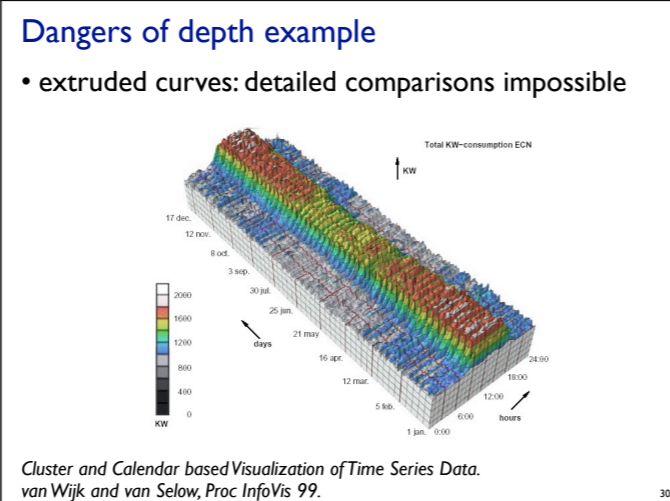 Dangers of depth example
• extruded curves: detailed comparisons impossible
Total KW-consumption ECN
KW
17 dec.
12 nov.
8 oct.
3 sep.
30 jul.
25 jun.
21 may
16 apr.
12 mar.
5 feb.
1 jan.
days
0:00
6:00
12:00
18:00
24:00
hours
2000
1600
1200
800
400
0
KW
Cluster and Calendar based Visualization of Time Series Data.
van Wijk and van Selow, Proc InfoVis 99.
30